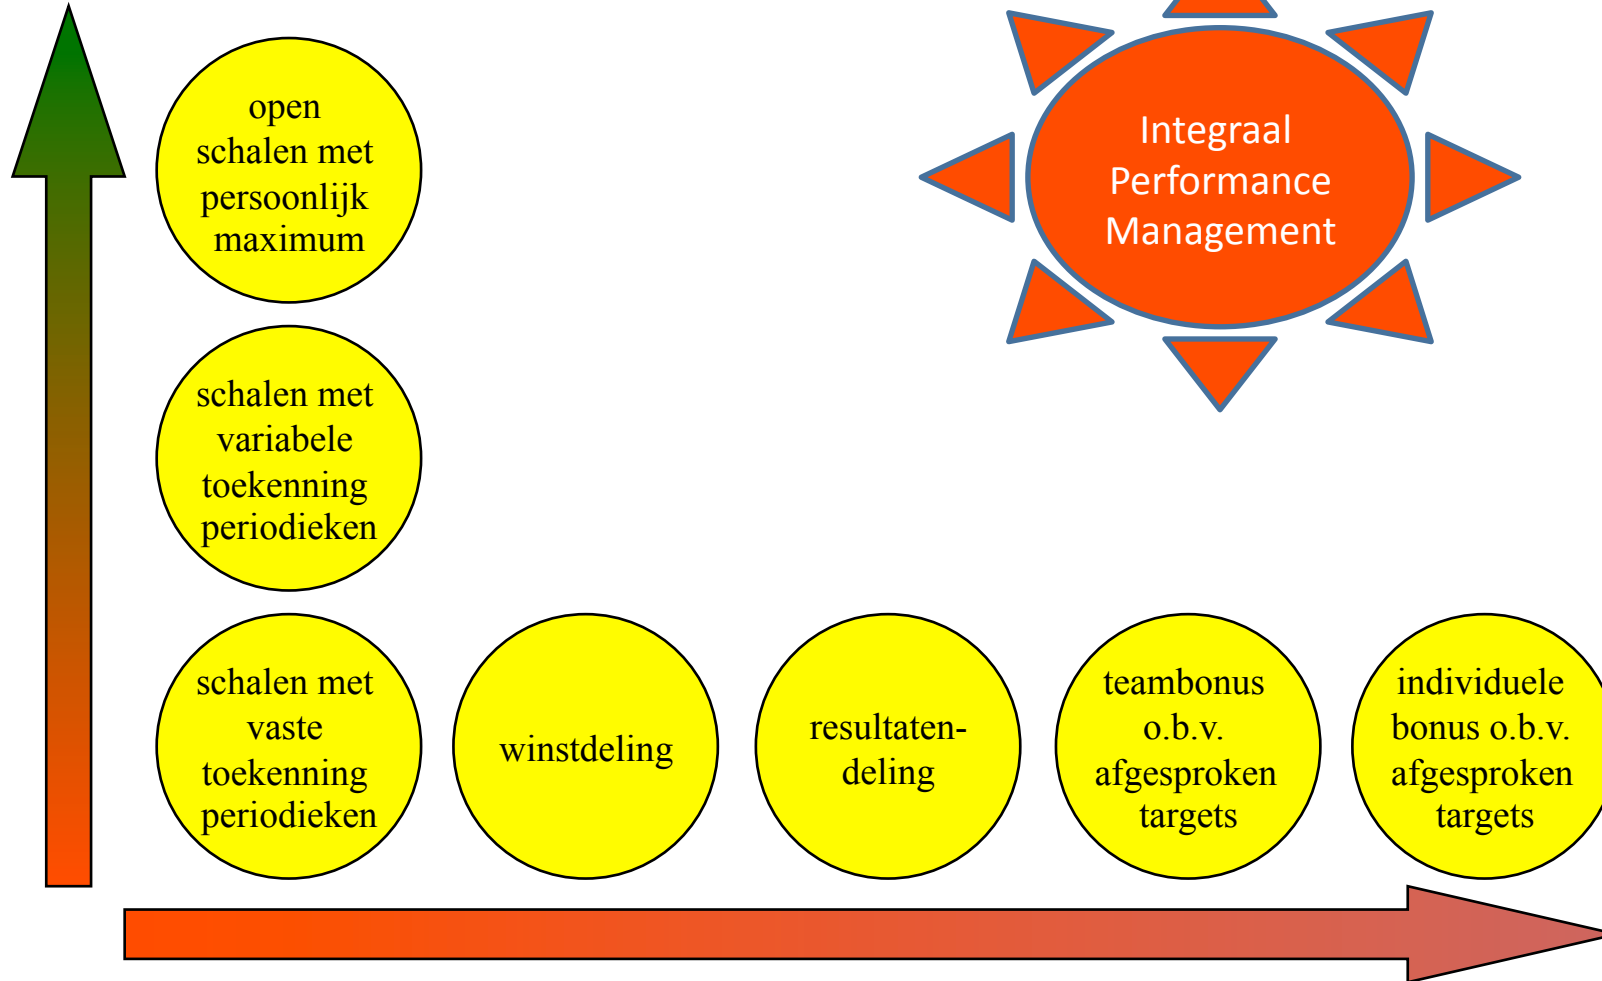 open
schalen met
persoonlijk
maximum
Integraal
Performance
Management
schalen met
variabele
toekenning
periodieken
schalen met
vaste
toekenning
periodieken
winstdeling
resultaten-
deling
teambonus
o.b.v.
afgesproken
targets
individuele
bonus o.b.v.
afgesproken
targets